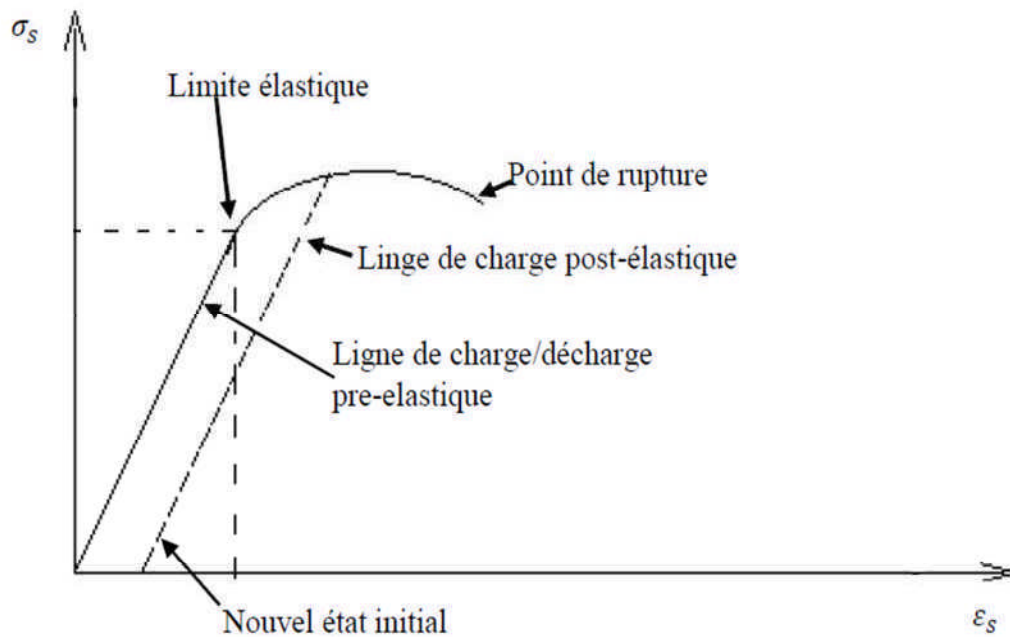 σₛ
Limite élastique
Point de rupture
Linge de charge post-élastique
Ligne de charge/décharge
pre-elastique
Nouvel état initial
εₛ